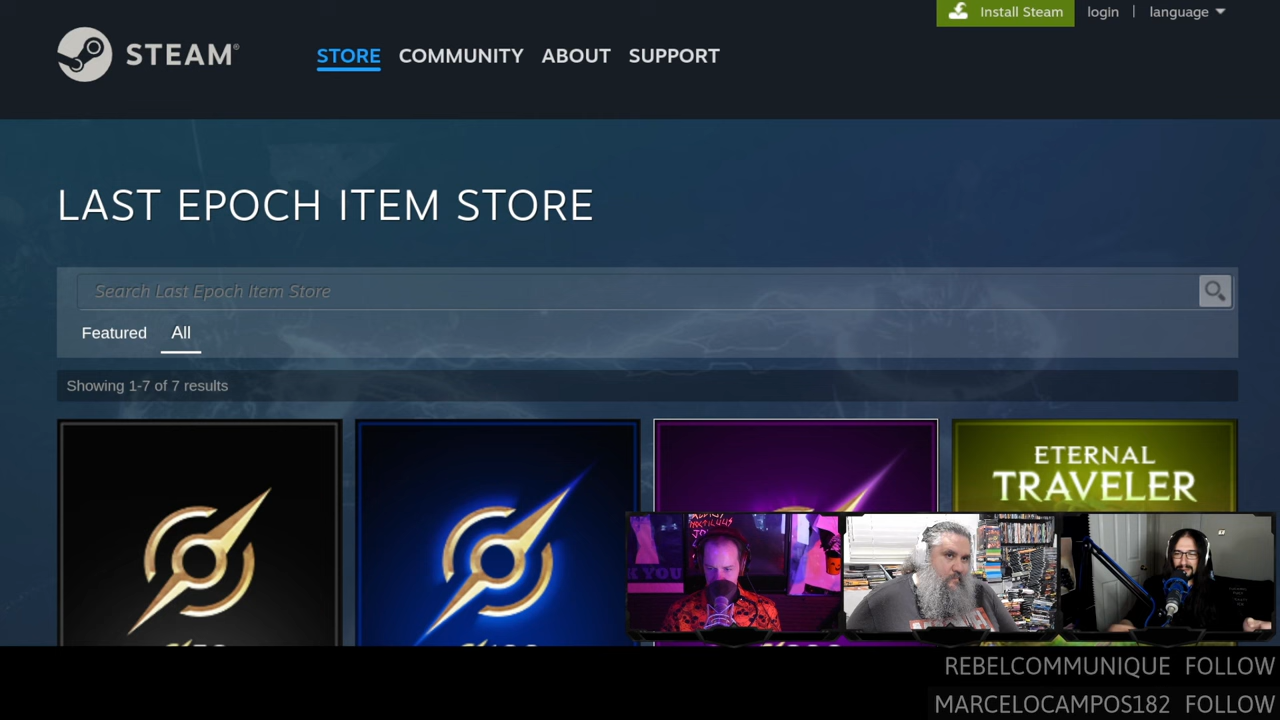 Install Steam login language
STEAM® STORE COMMUNITY ABOUT SUPPORT
LAST EPOCH ITEM STORE
Search Last Epoch Item Store
Featured All
Showing 1-7 of 7 results
ETERNAL
TRAVELER
REBELCOMMUNIQUE FOLLOW
MARCELOCAMPOS182 FOLLOW